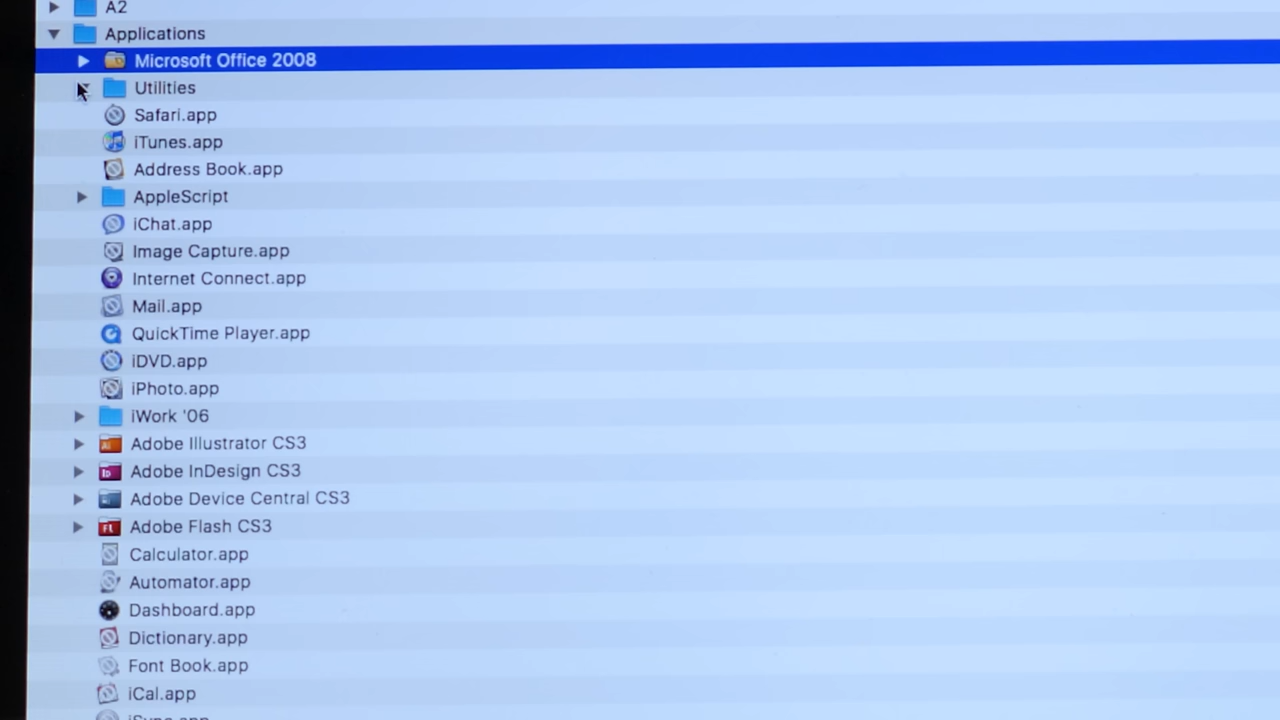 A2
Applications
Microsoft Office 2008
Utilities
Safari.app
iTunes.app
Address Book.app
AppleScript
iChat.app
Image Capture.app
Internet Connect.app
Mail.app
QuickTime Player.app
iDVD.app
iPhoto.app
iWork '06
Adobe Illustrator CS3
Adobe InDesign CS3
Adobe Device Central CS3
Adobe Flash CS3
Calculator.app
Automator.app
Dashboard.app
Dictionary.app
Font Book.app
iCal.app
iSync.app